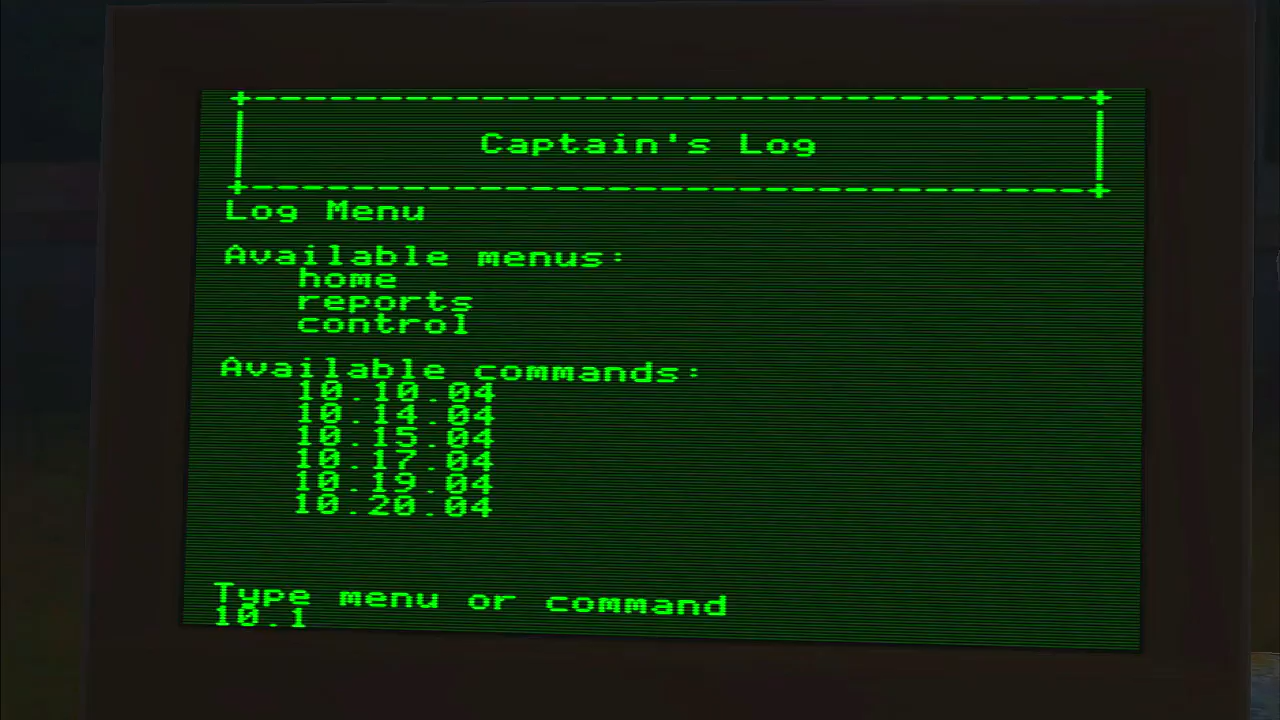 Captain's Log
Log Menu
Available menus:
home
reports
control
Available commands:
10.10.04
10.14.04
10.15.04
10.17.04
10.19.04
10.20.04
Type menu or command
10.1